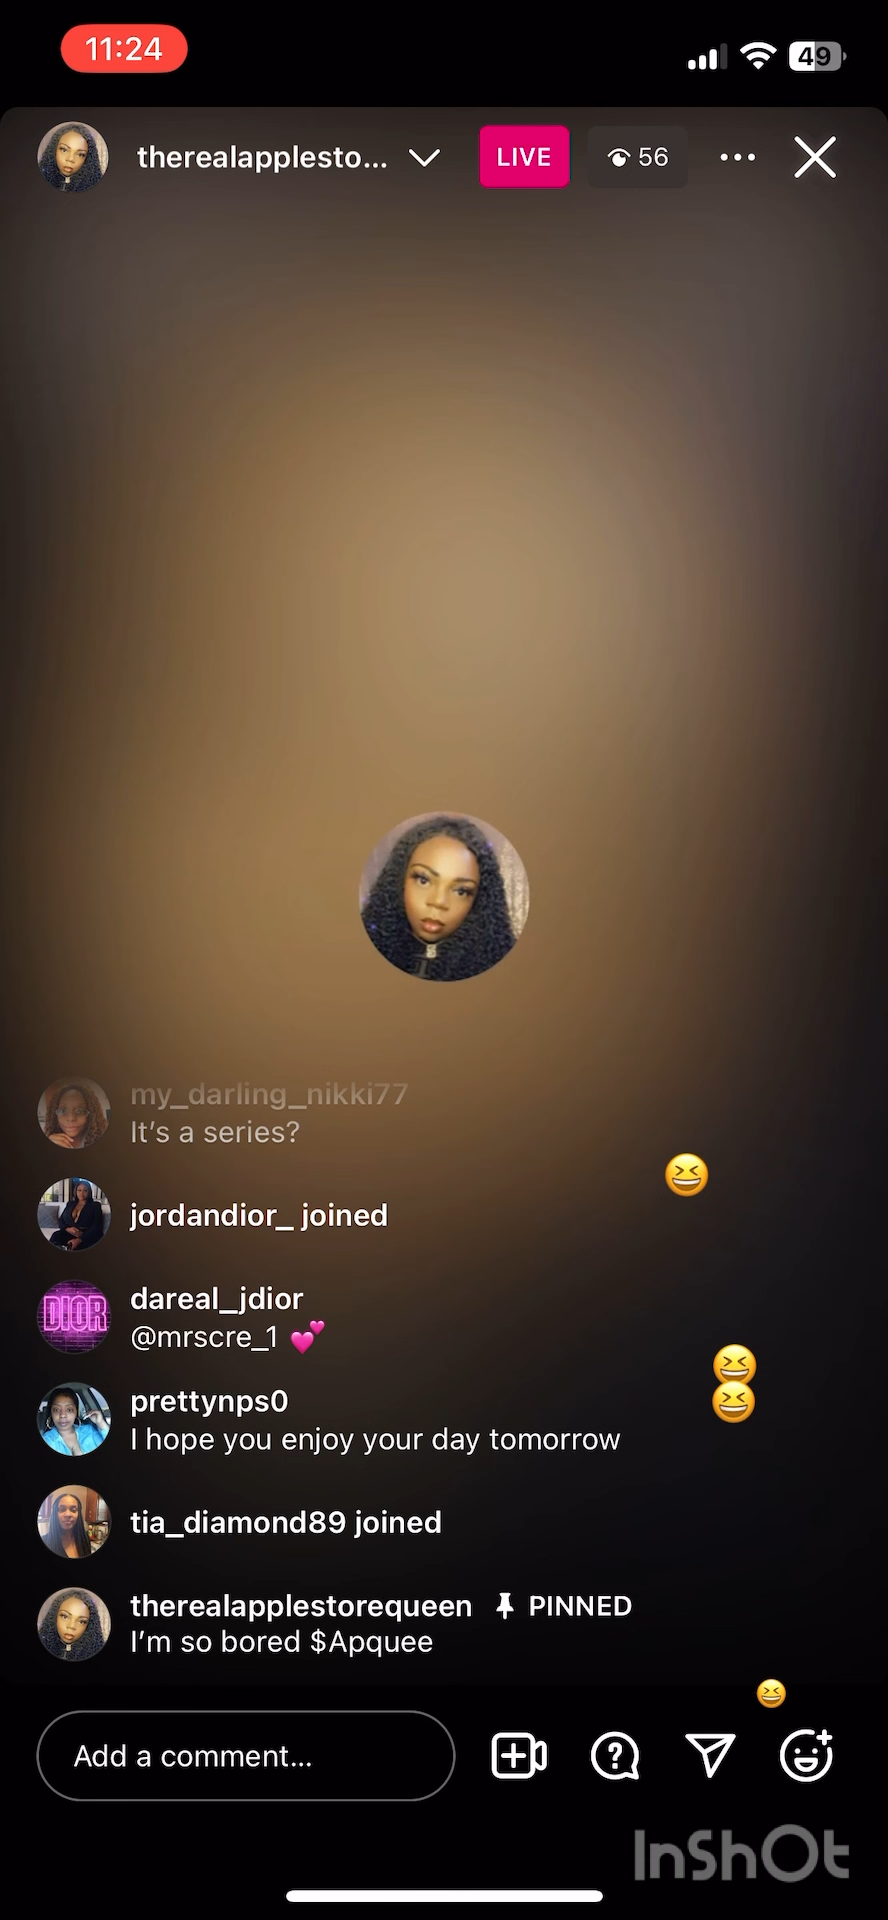 11:24
49
therealapplesto...
LIVE
56
my_darling_nikki77
It's a series?
jordandior_ joined
DIOR
dareal_jdior
@mrscre_1 💕
prettynps0
I hope you enjoy your day tomorrow
tia_diamond89 joined
therealapplestorequeen PINNED
I'm so bored $Apquee
Add a comment...
InShOt